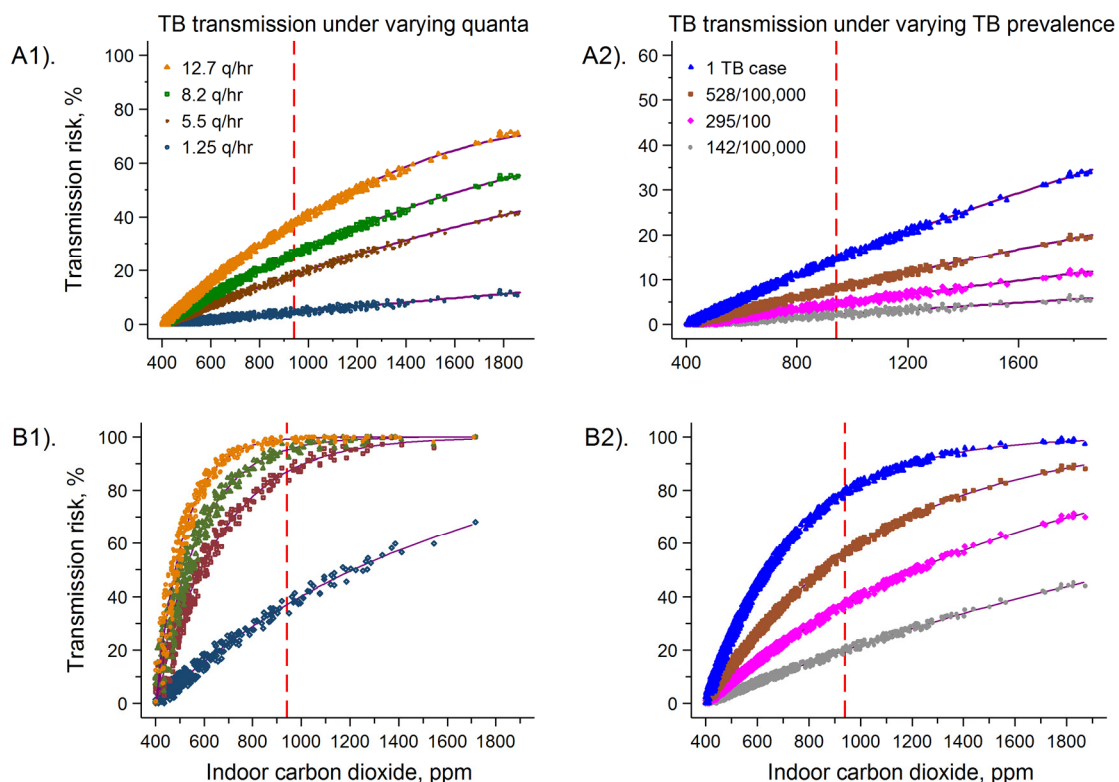 TB transmission under varying quanta
TB transmission under varying TB prevalence
A1).
100
80
60
40
20
0
Transmission risk, %
12.7 q/hr
8.2 q/hr
5.5 q/hr
1.25 q/hr
400 600 800 1000 1200 1400 1600 1800
A2).
60
50
40
30
20
10
0
1 TB case
528/100,000
295/100
142/100,000
400 800 1200 1600
B1).
100
80
60
40
20
0
Transmission risk, %
400 600 800 1000 1200 1400 1600 1800
Indoor carbon dioxide, ppm
B2).
100
80
60
40
20
0
400 600 800 1000 1200 1400 1600 1800
Indoor carbon dioxide, ppm